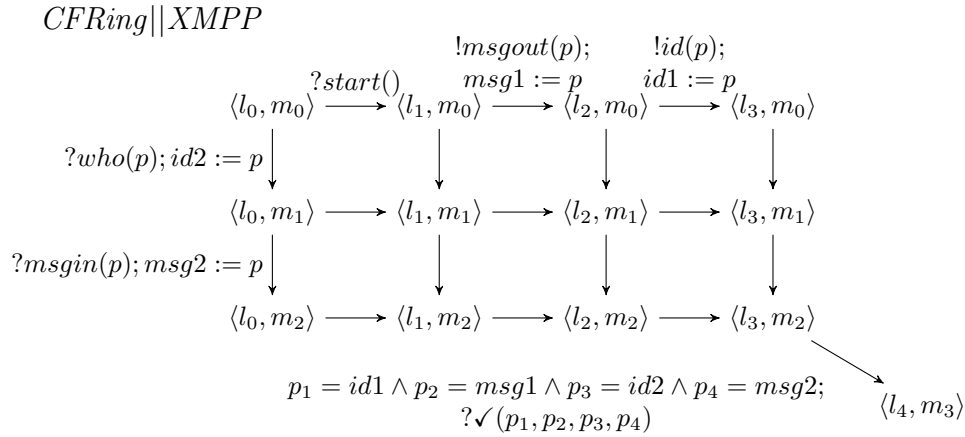 CFRing||XMPP
!msgout(p); !id(p);
?start() msg1 := p id1 := p
⟨l₀, m₀⟩ ⟨l₁, m₀⟩ ⟨l₂, m₀⟩ ⟨l₃, m₀⟩
?who(p); id2 := p
⟨l₀, m₁⟩ ⟨l₁, m₁⟩ ⟨l₂, m₁⟩ ⟨l₃, m₁⟩
?msgin(p); msg2 := p
⟨l₀, m₂⟩ ⟨l₁, m₂⟩ ⟨l₂, m₂⟩ ⟨l₃, m₂⟩
p₁ = id1 ∧ p₂ = msg1 ∧ p₃ = id2 ∧ p₄ = msg2;
?✓(p₁, p₂, p₃, p₄)
⟨l₄, m₃⟩